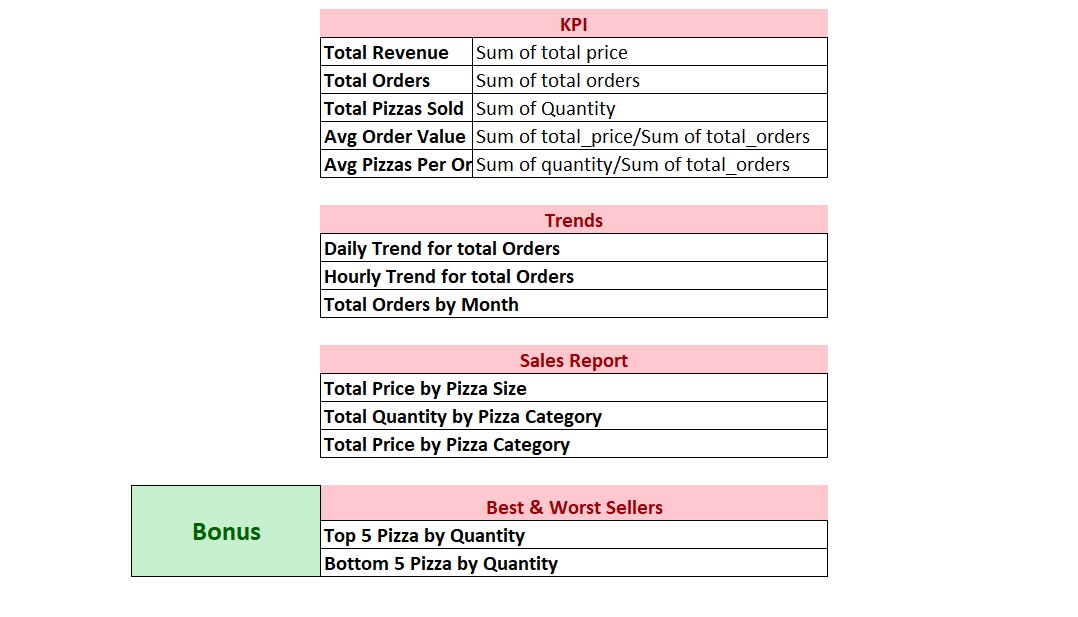 KPI
Total Revenue Sum of total price
Total Orders Sum of total orders
Total Pizzas Sold Sum of Quantity
Avg Order Value Sum of total_price/Sum of total_orders
Avg Pizzas Per Or Sum of quantity/Sum of total_orders
Trends
Daily Trend for total Orders
Hourly Trend for total Orders
Total Orders by Month
Sales Report
Total Price by Pizza Size
Total Quantity by Pizza Category
Total Price by Pizza Category
Bonus
Best & Worst Sellers
Top 5 Pizza by Quantity
Bottom 5 Pizza by Quantity